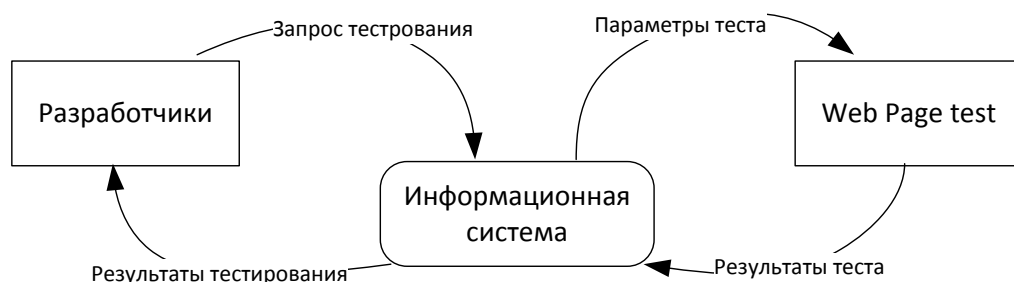 Запрос тестрования
Параметры теста
Разработчики
Web Page test
Информационная
система
Результаты тестирования
Результаты теста